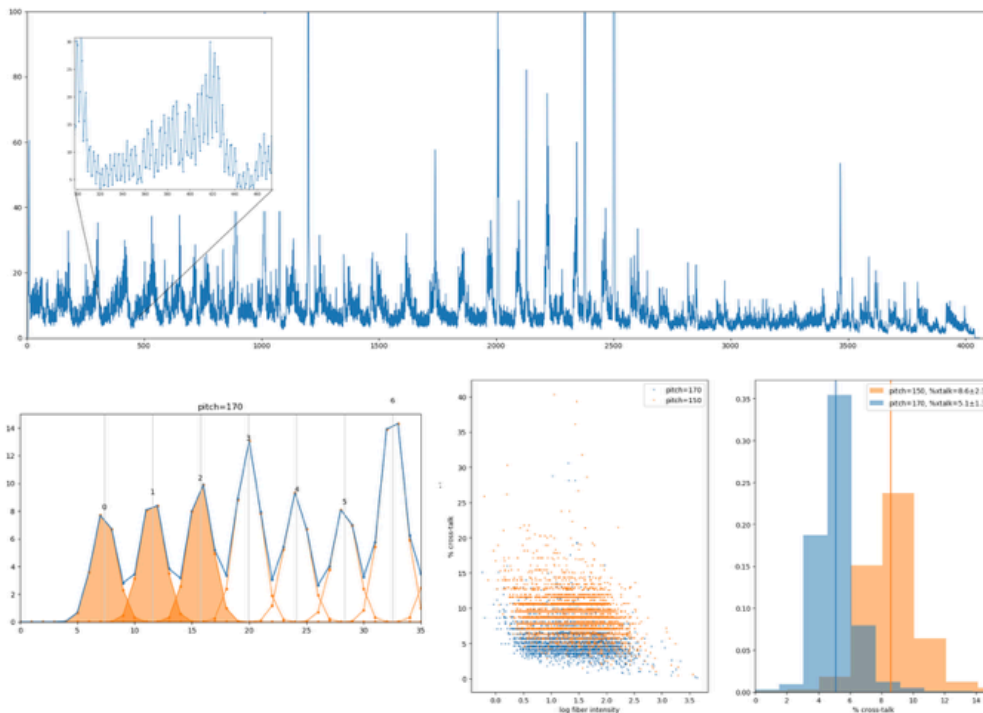 100
80
60
40
20
0
0 500 1000 1500 2000 2500 3000 3500 4000
pitch=170
6
14
12
10
8
6
4
2
0
0 1 2 3 4 5
0 5 10 15 20 25 30 35
pitch=170
pitch=150
% cross-talk
40
35
30
25
20
15
10
5
0
0.0 0.5 1.0 1.5 2.0 2.5 3.0 3.5
log fiber intensity
pitch=150, %xtalk=8.6±2.
pitch=170, %xtalk=5.1±1.
0.35
0.30
0.25
0.20
0.15
0.10
0.05
0.00
0 2 4 6 8 10 12 14
% cross-talk